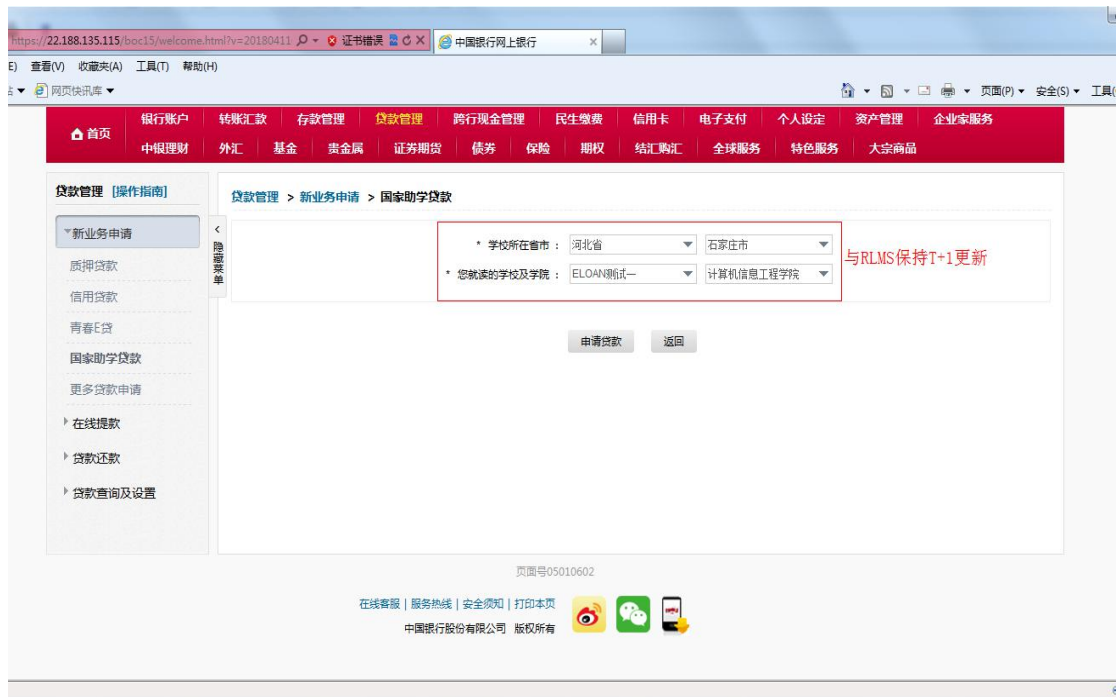 https://22.188.135.115/boc15/welcome.html?v=20180411 证书错误 中国银行网上银行
E) 查看(V) 收藏夹(A) 工具(T) 帮助(H)
网页快讯库 页面(P) 安全(S) 工具(
首页
银行账户 转账汇款 存款管理 贷款管理 跨行现金管理 民生缴费 信用卡 电子支付 个人设定 资产管理 企业家服务
中银理财 外汇 基金 贵金属 证券期货 债券 保险 期权 结汇购汇 全球服务 特色服务 大宗商品
贷款管理 [操作指南]
贷款管理 > 新业务申请 > 国家助学贷款
新业务申请
质押贷款
信用贷款
青春E贷
国家助学贷款
更多贷款申请
在线提款
贷款还款
贷款查询及设置
<隐藏菜单
* 学校所在省市 : 河北省 石家庄市
* 您就读的学校及学院 : ELOAN测试一 计算机信息工程学院
与RLMS保持T+1更新
申请贷款 返回
页面号05010602
在线客服 | 服务热线 | 安全须知 | 打印本页
中国银行股份有限公司 版权所有